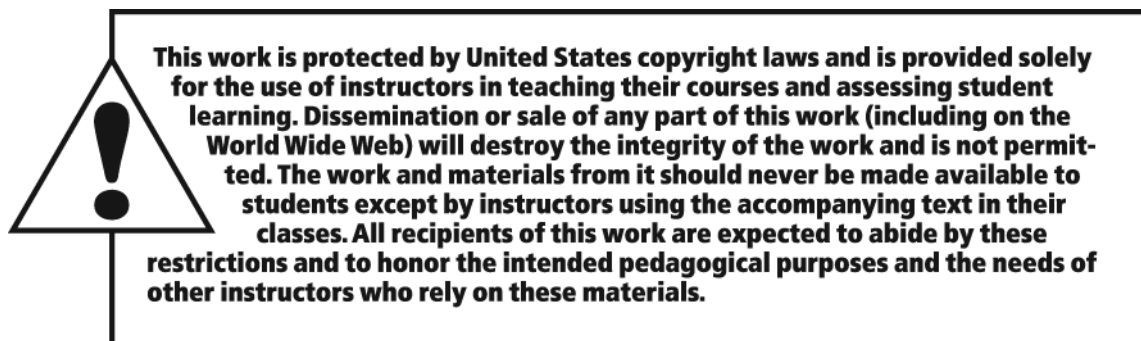 This work is protected by United States copyright laws and is provided solely
for the use of instructors in teaching their courses and assessing student
learning. Dissemination or sale of any part of this work (including on the
World Wide Web) will destroy the integrity of the work and is not permit-
ted. The work and materials from it should never be made available to
students except by instructors using the accompanying text in their
classes. All recipients of this work are expected to abide by these
restrictions and to honor the intended pedagogical purposes and the needs of
other instructors who rely on these materials.